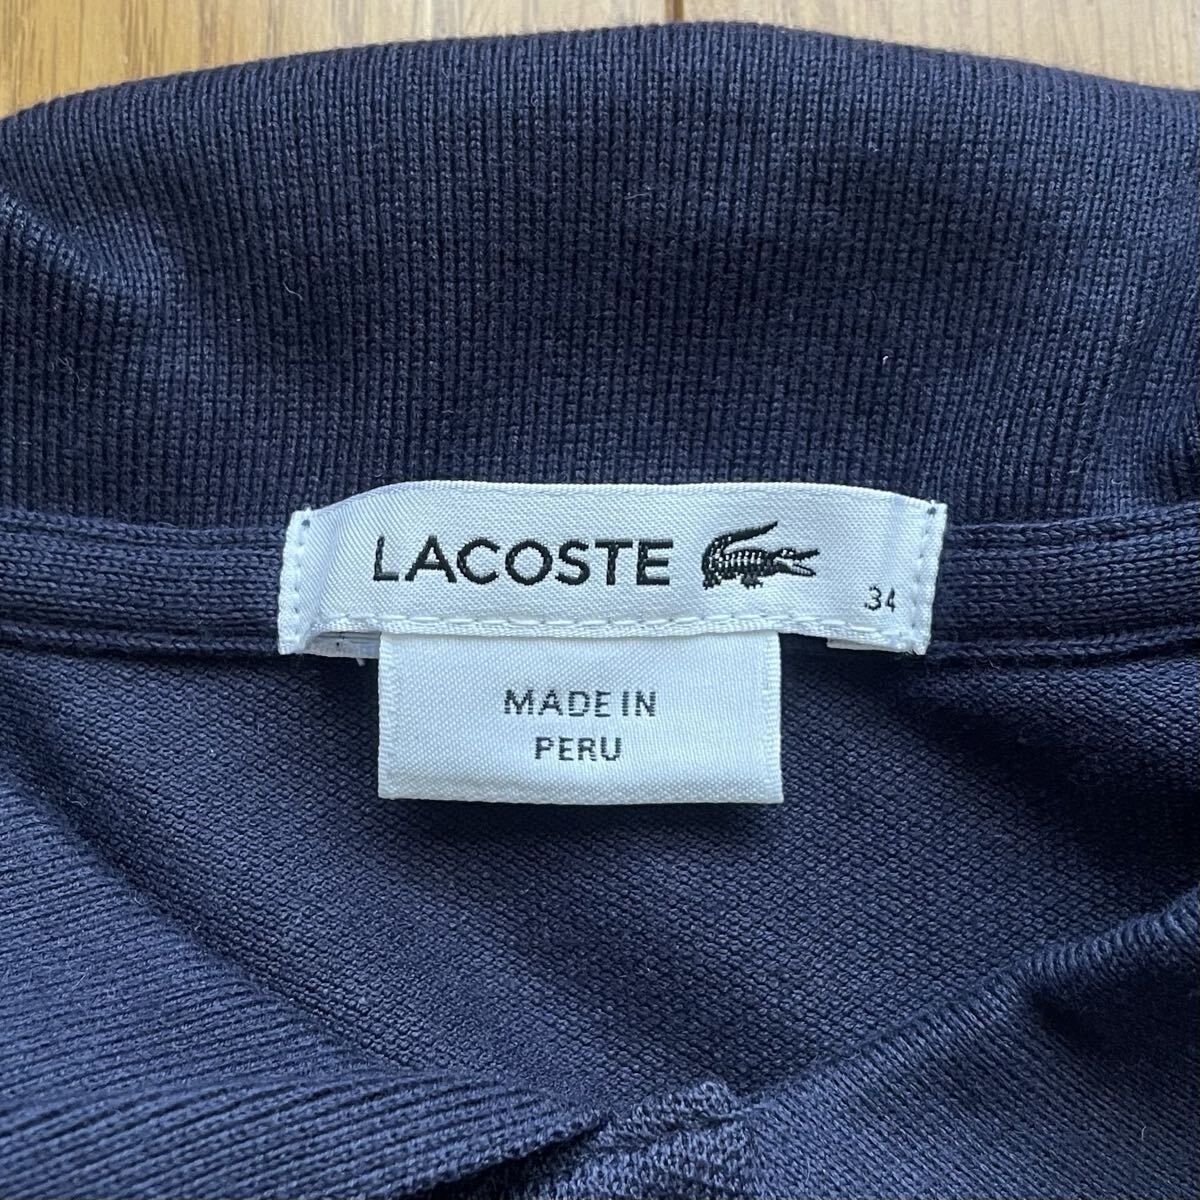 LACOSTE
34
MADE IN
PERU